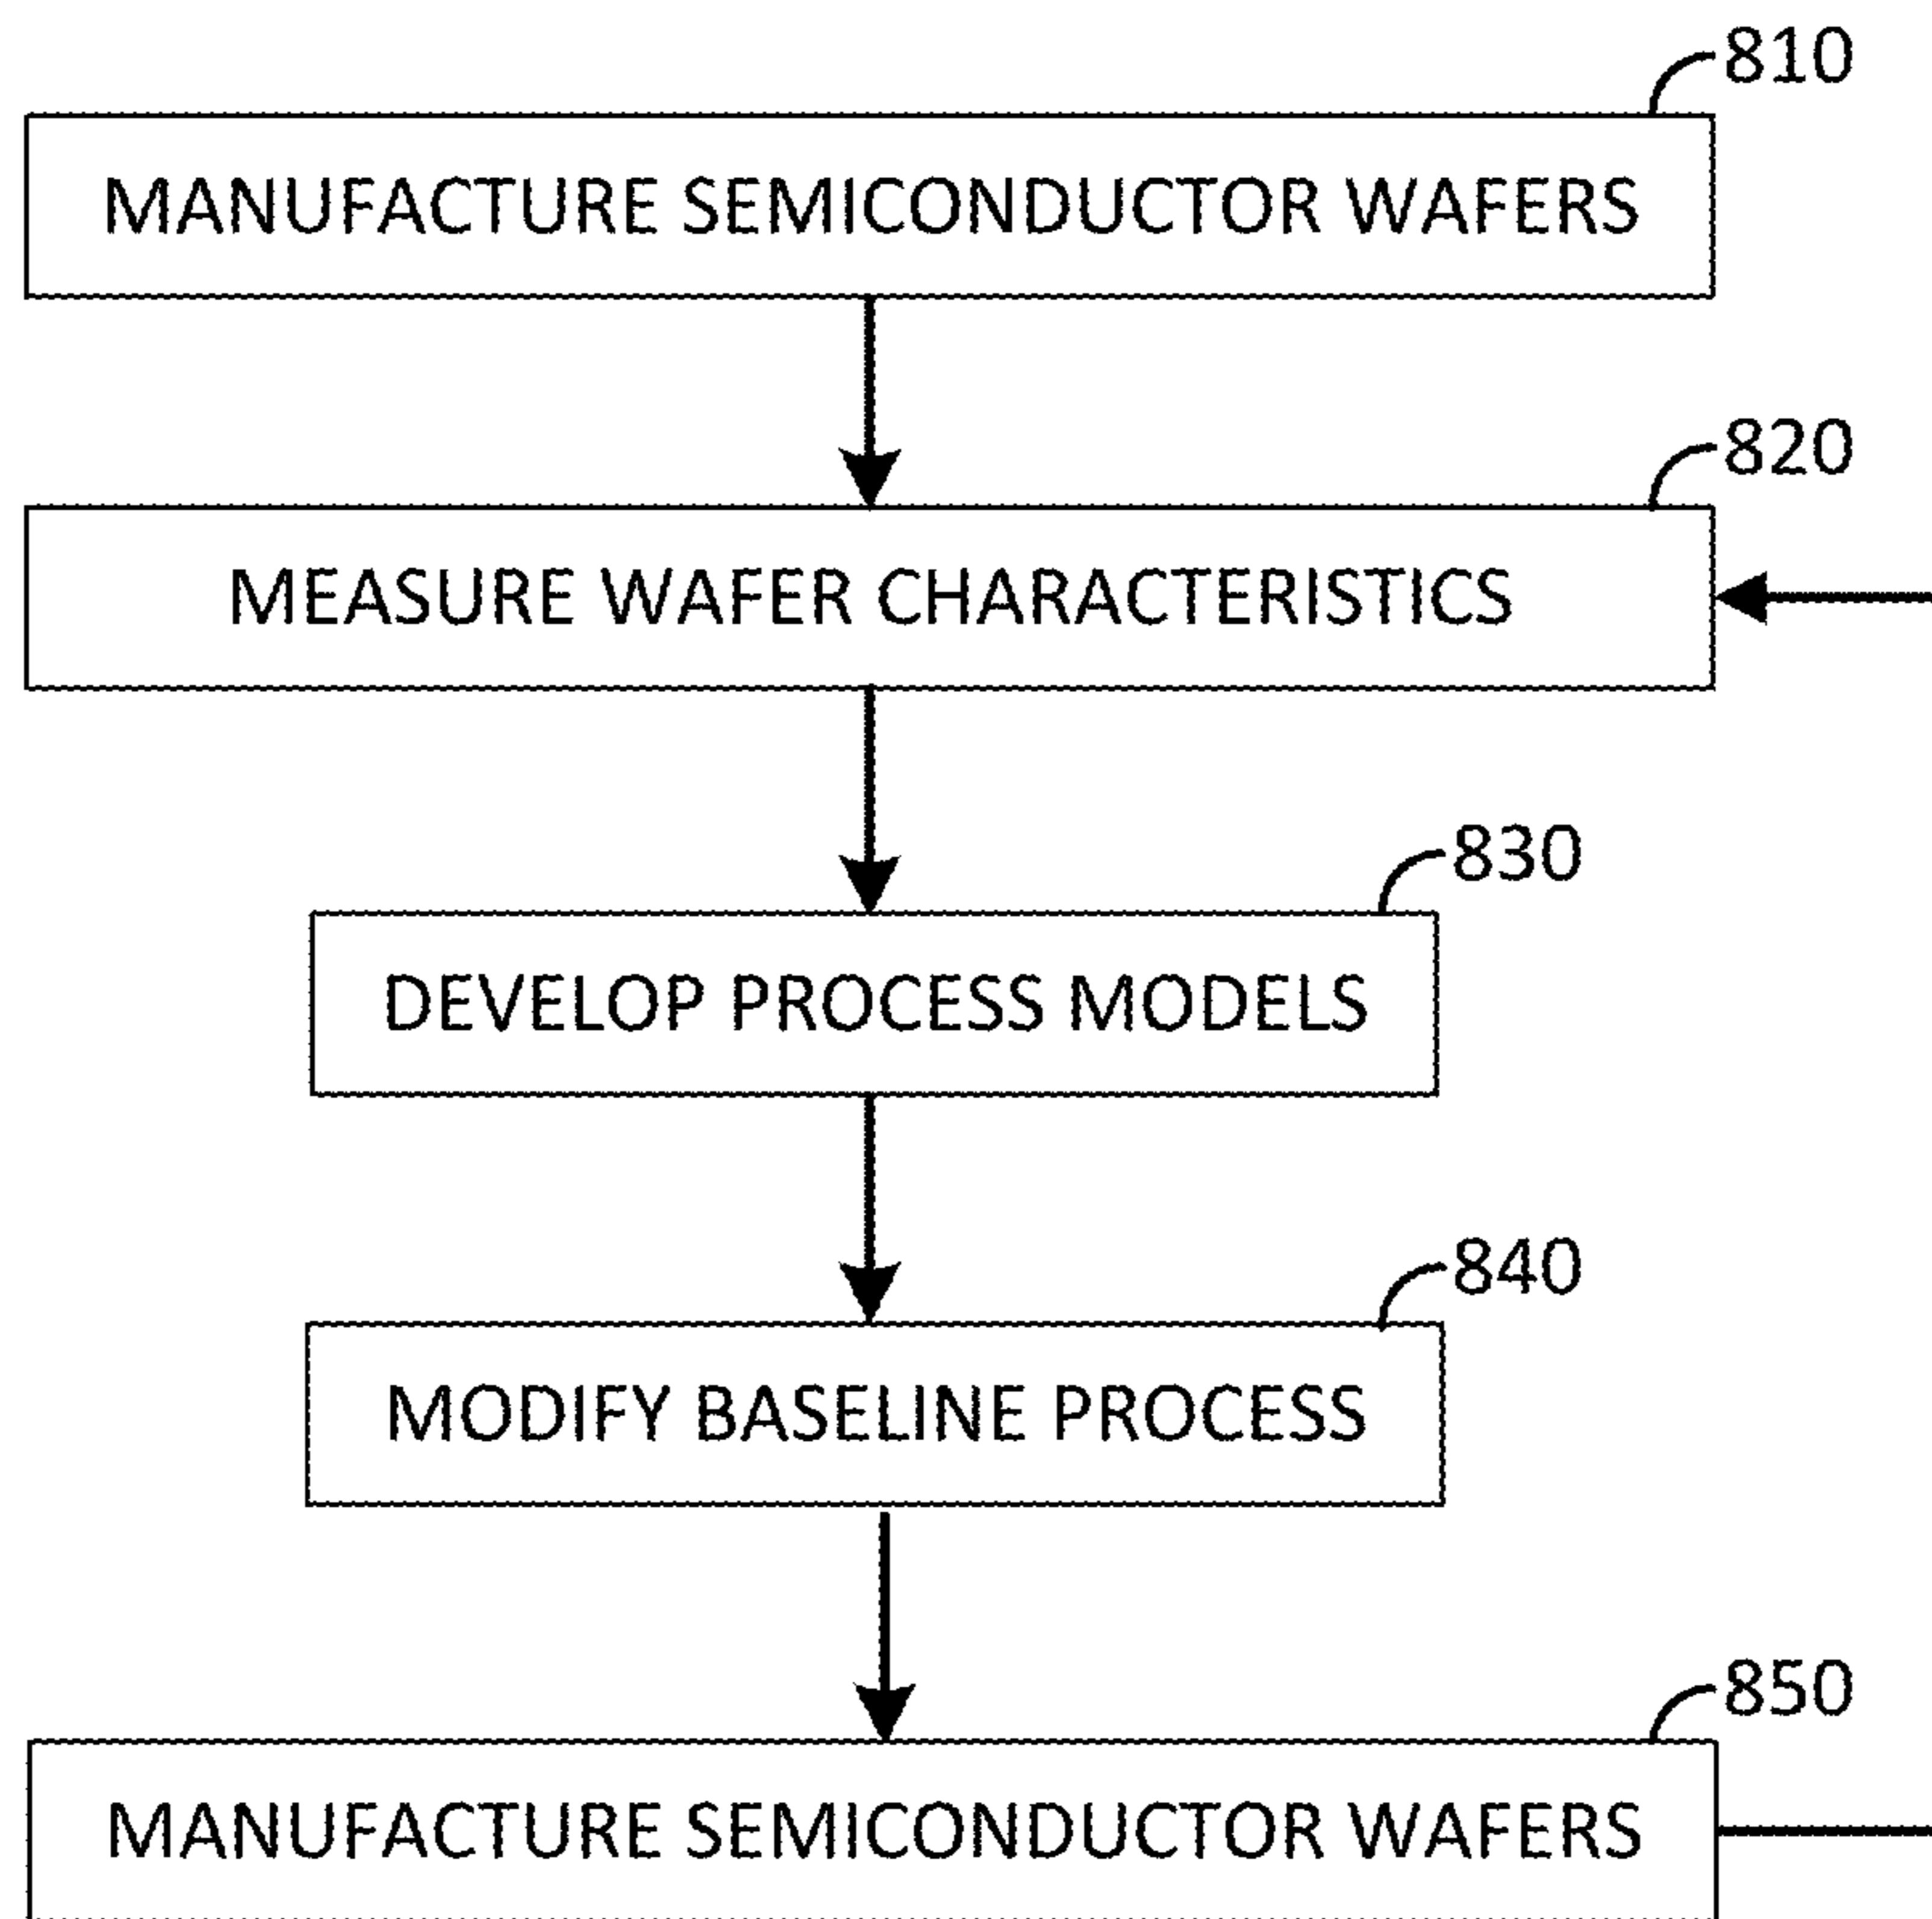 810
MANUFACTURE SEMICONDUCTOR WAFERS
820
MEASURE WAFER CHARACTERISTICS
830
DEVELOP PROCESS MODELS
840
MODIFY BASELINE PROCESS
850
MANUFACTURE SEMICONDUCTOR WAFERS